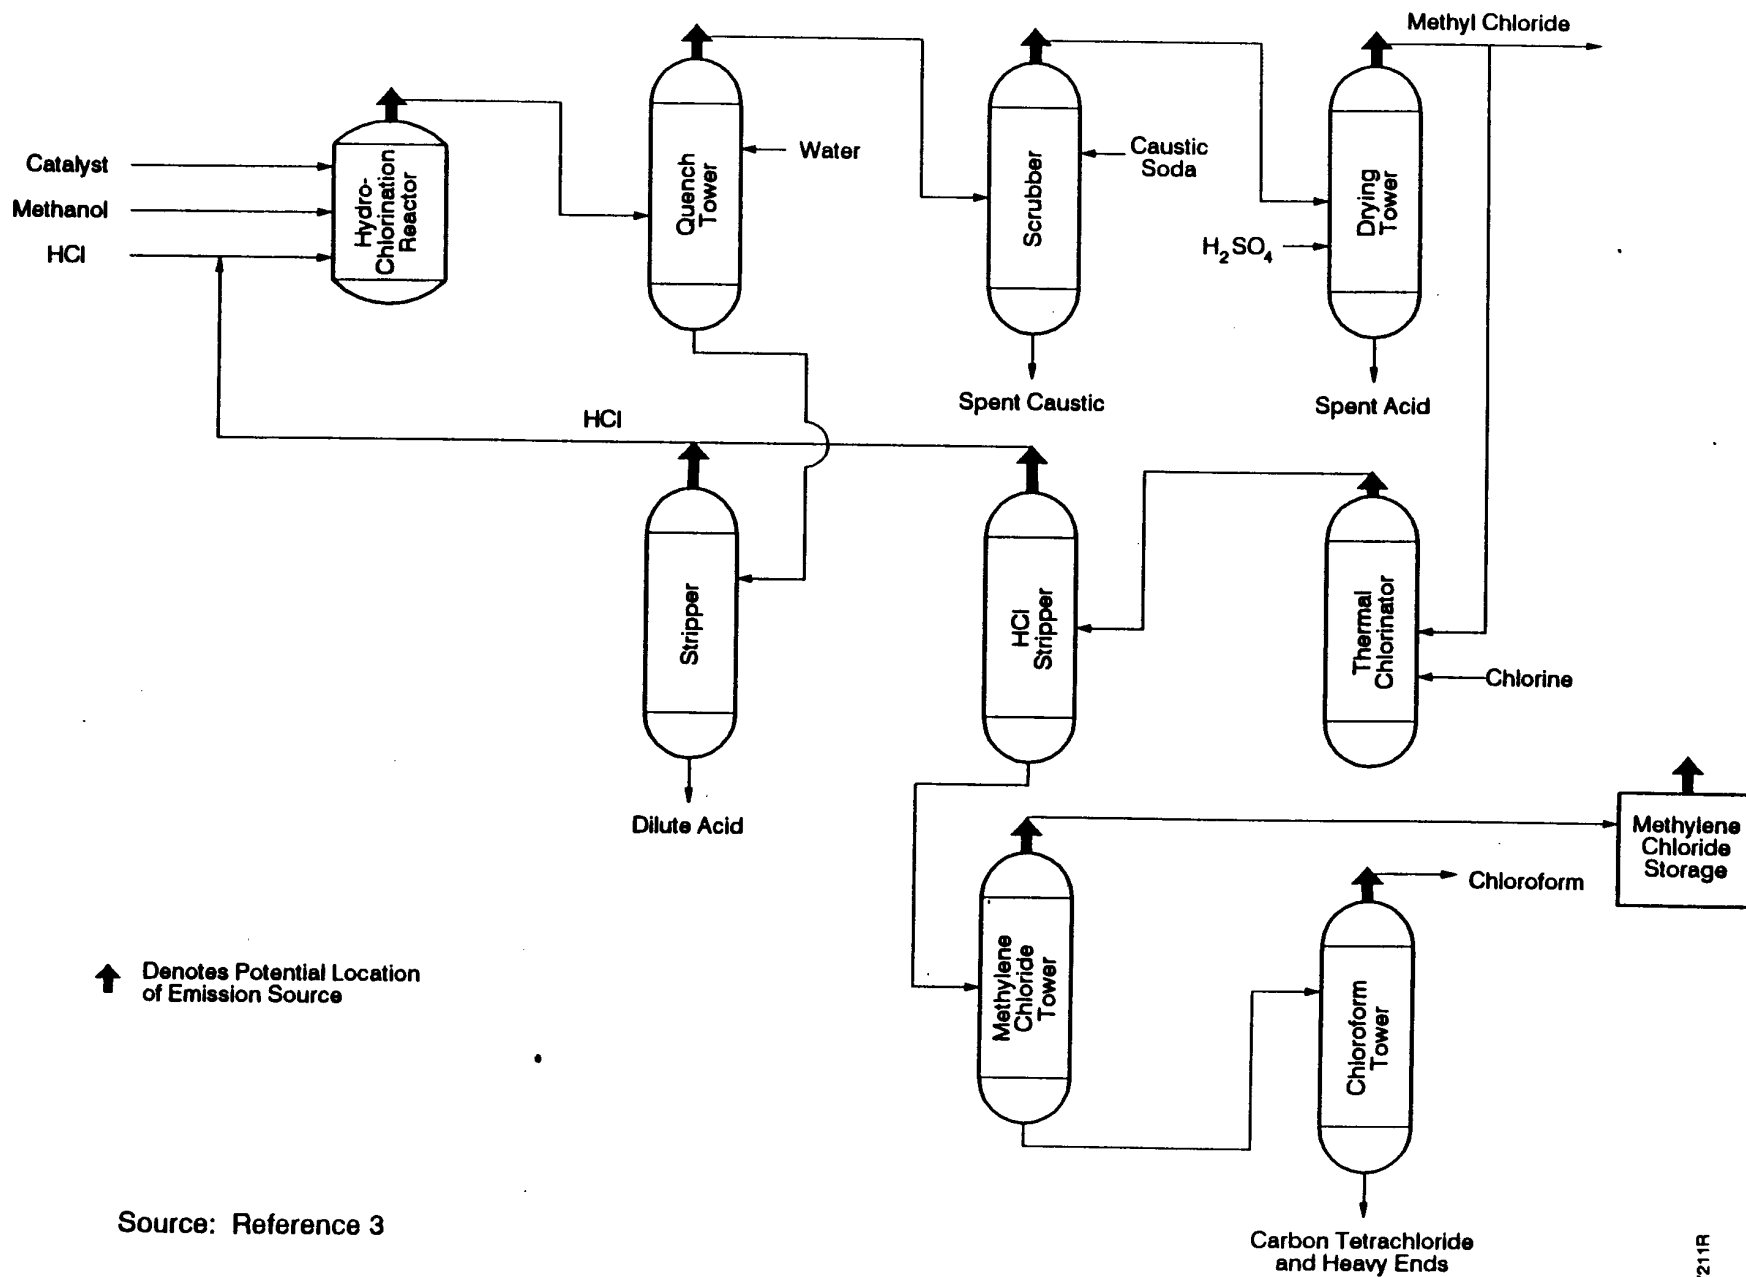 Methyl Chloride
Catalyst
Methanol
HCl
Hydro-
Chlorination
Reactor
Quench
Tower
Water
Scrubber
Caustic
Soda
Drying
Tower
H₂SO₄
Spent Caustic
Spent Acid
HCl
Stripper
HCl
Stripper
Thermal
Chlorinator
Chlorine
Dilute Acid
Methylene
Chloride
Storage
Methylene
Chloride
Tower
Chloroform
Chloroform
Tower
Denotes Potential Location
of Emission Source
Source: Reference 3
Carbon Tetrachloride
and Heavy Ends